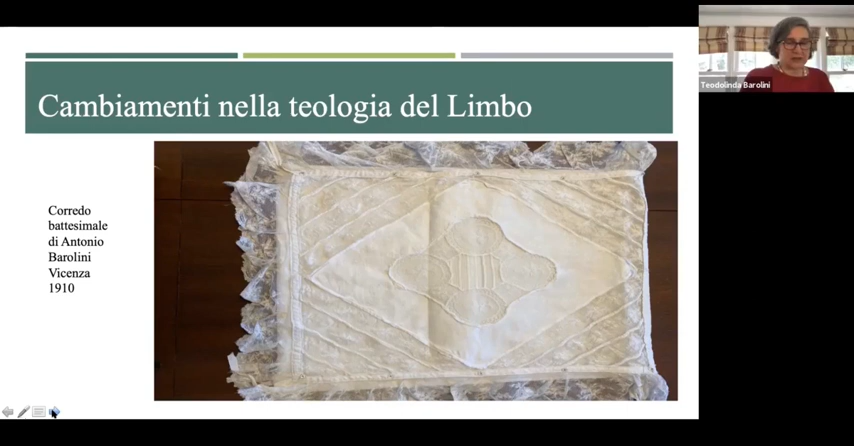 Cambiamenti nella teologia del Limbo
Corredo
battesimale
di Antonio
Barolini
Vicenza
1910
Teodolinda Barolini